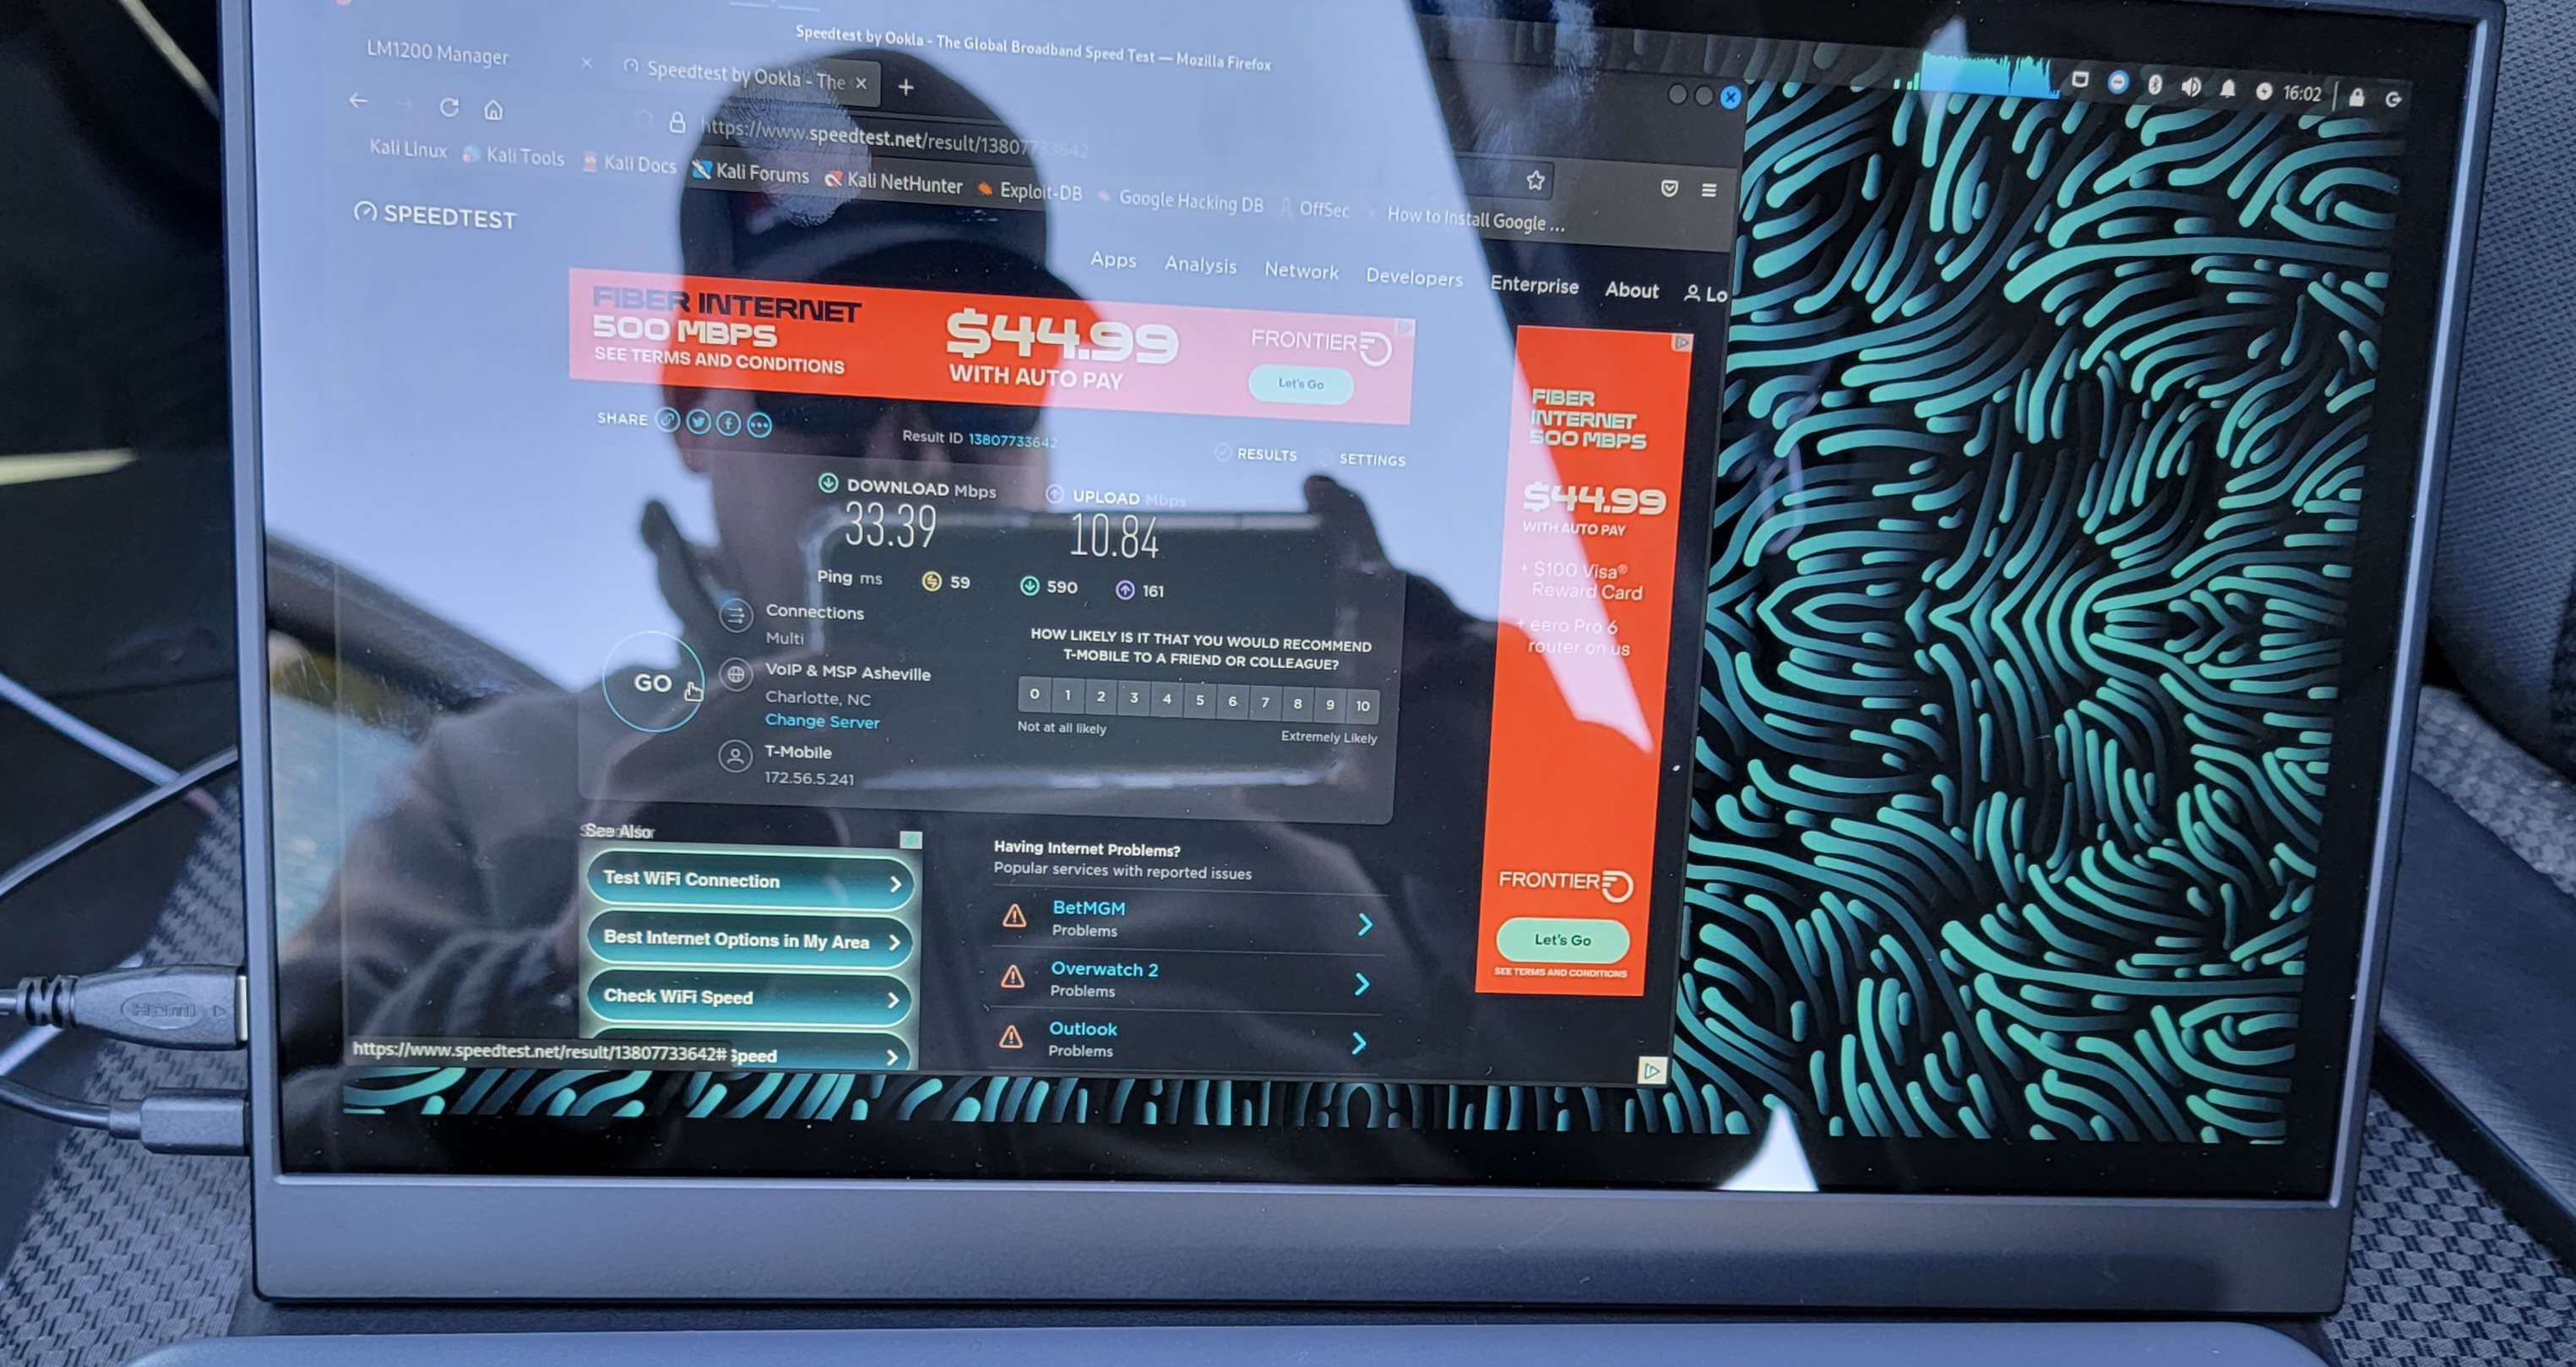 Speedtest by Ookla - The Global Broadband Speed Test — Mozilla Firefox
LM1200 Manager
Speedtest by Ookla - The
16:02
https://www.speedtest.net/result/13807733642
Kali Linux Kali Tools Kali Docs Kali Forums Kali NetHunter Exploit-DB Google Hacking DB OffSec How to Install Google ...
SPEEDTEST
Apps Analysis Network Developers Enterprise About Lo
FIBER INTERNET
500 MBPS
SEE TERMS AND CONDITIONS
$44.99
WITH AUTO PAY
FRONTIER
Let's Go
SHARE
Result ID 13807733642
RESULTS SETTINGS
DOWNLOAD Mbps
33.39
UPLOAD Mbps
10.84
Ping ms 59 590 161
GO
Connections
Multi
VoIP & MSP Asheville
Charlotte, NC
Change Server
T-Mobile
172.56.5.241
HOW LIKELY IS IT THAT YOU WOULD RECOMMEND
T-MOBILE TO A FRIEND OR COLLEAGUE?
0 1 2 3 4 5 6 7 8 9 10
Not at all likely
Extremely Likely
See Also
Test WiFi Connection
Best Internet Options in My Area
Check WiFi Speed
Speed
https://www.speedtest.net/result/13807733642#
Having Internet Problems?
Popular services with reported issues
BetMGM
Problems
Overwatch 2
Problems
Outlook
Problems
FIBER
INTERNET
500 MBPS
$44.99
WITH AUTO PAY
+ $100 Visa®
Reward Card
+ eero Pro 6
router on us
FRONTIER
Let's Go
SEE TERMS AND CONDITIONS
HDMI